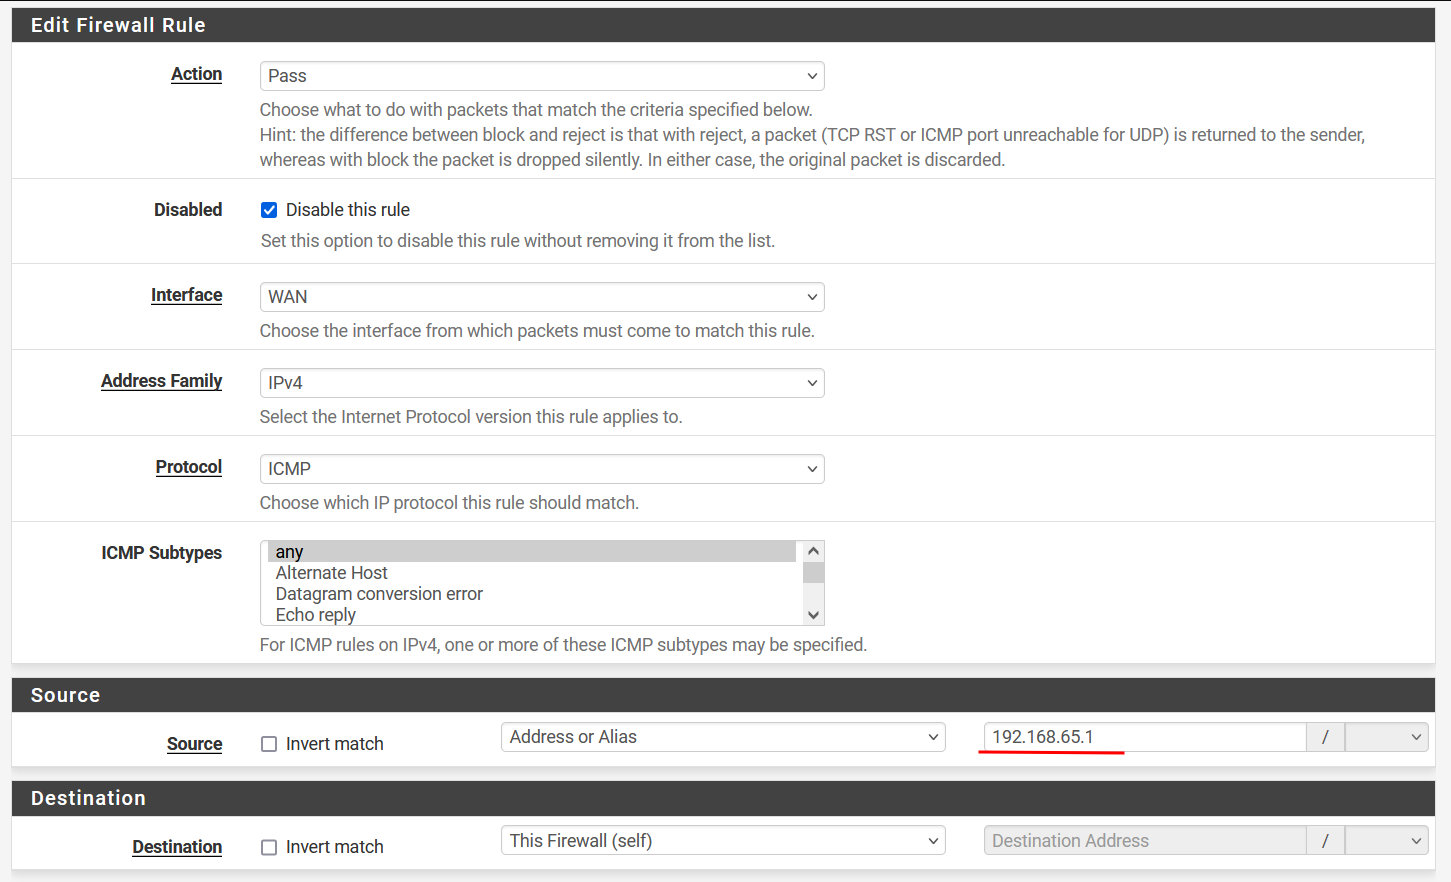 Edit Firewall Rule
Action
Pass
Choose what to do with packets that match the criteria specified below.
Hint: the difference between block and reject is that with reject, a packet (TCP RST or ICMP port unreachable for UDP) is returned to the sender,
whereas with block the packet is dropped silently. In either case, the original packet is discarded.
Disabled
Disable this rule
Set this option to disable this rule without removing it from the list.
Interface
WAN
Choose the interface from which packets must come to match this rule.
Address Family
IPv4
Select the Internet Protocol version this rule applies to.
Protocol
ICMP
Choose which IP protocol this rule should match.
ICMP Subtypes
any
Alternate Host
Datagram conversion error
Echo reply
For ICMP rules on IPv4, one or more of these ICMP subtypes may be specified.
Source
Source
Invert match
Address or Alias
192.168.65.1
/
Destination
Destination
Invert match
This Firewall (self)
Destination Address
/